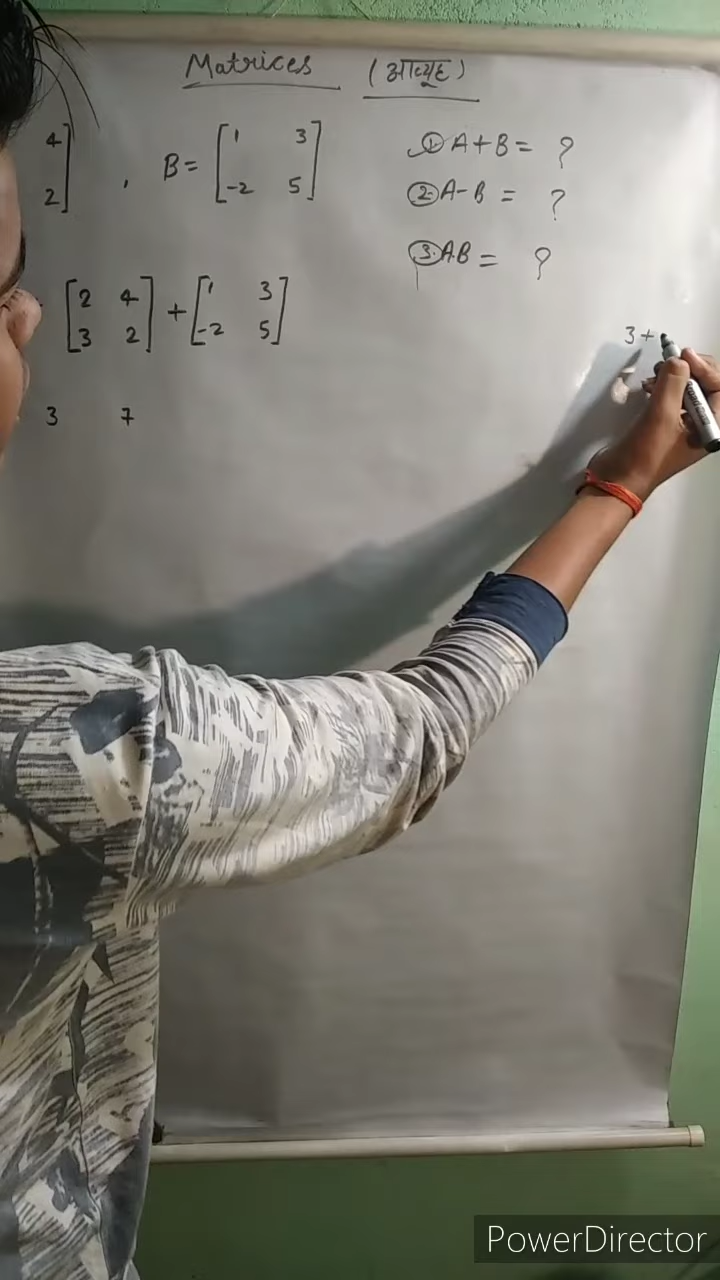 Matrices (आव्यूह)
4
2 ] , B = [ 1 3
-2 5 ]
① A+B = ?
② A-B = ?
③ AB = ?
[ 2 4
3 2 ] + [ 1 3
-2 5 ]
3 +
3 7
PowerDirector